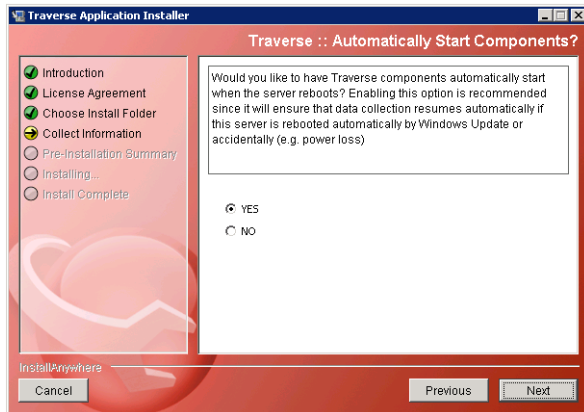 Traverse Application Installer
Traverse :: Automatically Start Components?
Introduction
License Agreement
Choose Install Folder
Collect Information
Pre-Installation Summary
Installing...
Install Complete
Would you like to have Traverse components automatically start
when the server reboots? Enabling this option is recommended
since it will ensure that data collection resumes automatically if
this server is rebooted automatically by Windows Update or
accidentally (e.g. power loss)
YES
NO
InstallAnywhere
Cancel
Previous
Next